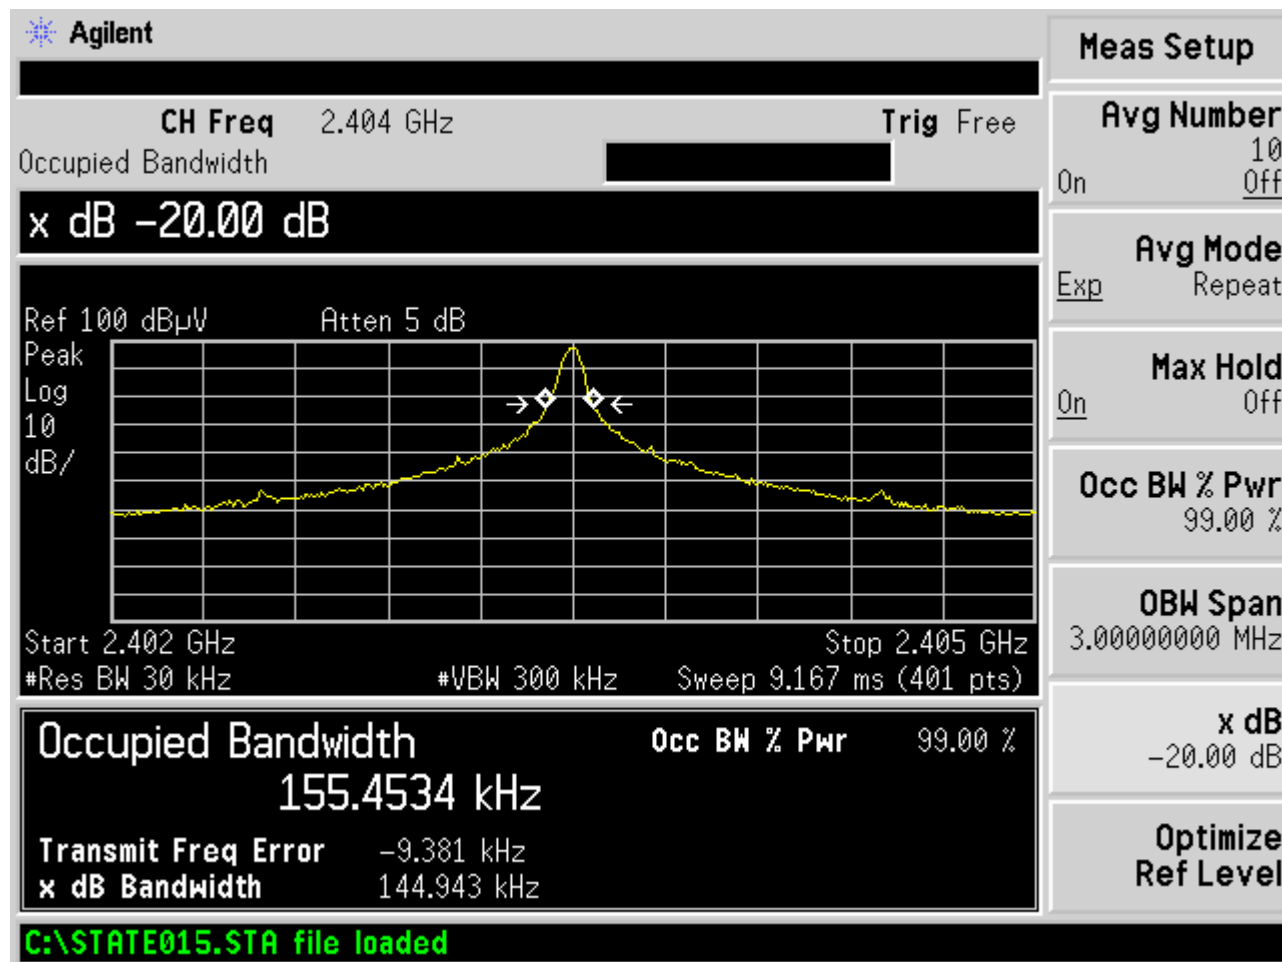 Agilent
Meas Setup
CH Freq 2.404 GHz Trig Free
Occupied Bandwidth
x dB -20.00 dB
Ref 100 dBµV Atten 5 dB
Peak
Log
10
dB/
Start 2.402 GHz Stop 2.405 GHz
#Res BW 30 kHz #VBW 300 kHz Sweep 9.167 ms (401 pts)
Occupied Bandwidth Occ BW % Pwr 99.00 %
155.4534 kHz
Transmit Freq Error -9.381 kHz
x dB Bandwidth 144.943 kHz
C:\STATE015.STA file loaded
Avg Number
10
On Off
Avg Mode
Exp Repeat
Max Hold
On Off
Occ BW % Pwr
99.00 %
OBW Span
3.00000000 MHz
x dB
-20.00 dB
Optimize
Ref Level